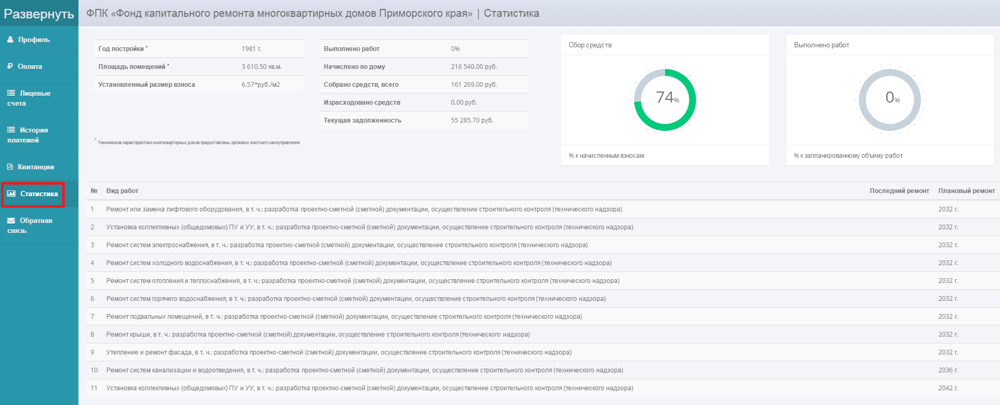 Развернуть
ФПК «Фонд капитального ремонта многоквартирных домов Приморского края» | Статистика
Профиль
Оплата
Лицевые
счета
История
платежей
Квитанции
Статистика
Обратная
связь
Год постройки * 1981 г.
Площадь помещений * 3 610.50 кв.м.
Установленный размер взноса 6.57*руб./м2
* Технические характеристики многоквартирных домов предоставлены органами местного самоуправления
Выполнено работ 0%
Начислено по дому 216 540.00 руб.
Собрано средств, всего 161 269.00 руб.
Израсходовано средств 0.00 руб.
Текущая задолженность 55 285.70 руб.
Сбор средств
74%
% к начисленным взносам
Выполнено работ
0%
% к запланированному объему работ
№ Вид работ Последний ремонт Плановый ремонт
1 Ремонт или замена лифтового оборудования, в т. ч.: разработка проектно-сметной (сметной) документации, осуществление строительного контроля (технического надзора) 2032 г.
2 Установка коллективных (общедомовых) ПУ и УУ, в т. ч.: разработка проектно-сметной (сметной) документации, осуществление строительного контроля (технического надзора) 2032 г.
3 Ремонт систем электроснабжения, в т. ч.: разработка проектно-сметной (сметной) документации, осуществление строительного контроля (технического надзора) 2032 г.
4 Ремонт систем холодного водоснабжения, в т. ч.: разработка проектно-сметной (сметной) документации, осуществление строительного контроля (технического надзора) 2032 г.
5 Ремонт систем отопления и теплоснабжения, в т. ч.: разработка проектно-сметной (сметной) документации, осуществление строительного контроля (технического надзора) 2032 г.
6 Ремонт систем горячего водоснабжения, в т. ч.: разработка проектно-сметной (сметной) документации, осуществление строительного контроля (технического надзора) 2032 г.
7 Ремонт подвальных помещений, в т. ч.: разработка проектно-сметной (сметной) документации, осуществление строительного контроля (технического надзора) 2032 г.
8 Ремонт крыши, в т. ч.: разработка проектно-сметной (сметной) документации, осуществление строительного контроля (технического надзора) 2032 г.
9 Утепление и ремонт фасада, в т. ч.: разработка проектно-сметной (сметной) документации, осуществление строительного контроля (технического надзора) 2032 г.
10 Ремонт систем канализации и водоотведения, в т. ч.: разработка проектно-сметной (сметной) документации, осуществление строительного контроля (технического надзора) 2036 г.
11 Установка коллективных (общедомовых) ПУ и УУ, в т. ч.: разработка проектно-сметной (сметной) документации, осуществление строительного контроля (технического надзора) 2042 г.